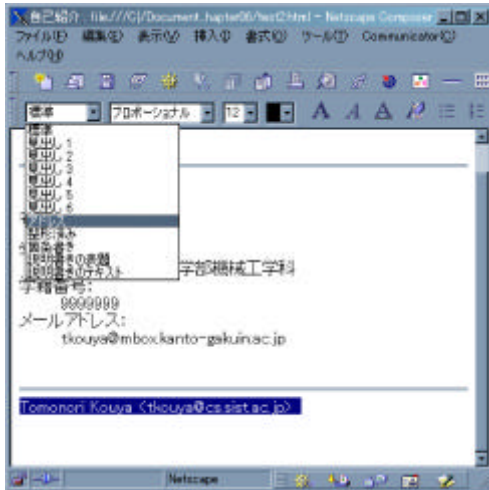 自己紹介 : file:///C|/Document..hapter06/test2.html - Netscape Composer
ファイル(F) 編集(E) 表示(V) 挿入(I) 書式(O) ツール(T) Communicator(C)
ヘルプ(H)
標準 プロポーショナル 12 A A A
標準
見出し 1
見出し 2
見出し 3
見出し 4
見出し 5
見出し 6
アドレス
整形済み
箇条書き
説明書きの表題
説明書きのテキスト
学部機械工学科
学籍番号:
9999999
メールアドレス:
tkouya@mbox.kanto-gakuin.ac.jp
Tomonori Kouya <tkouya@cs.sist.ac.jp>
Netscape